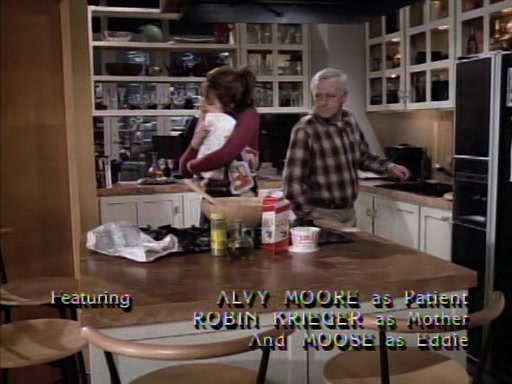 Featuring ALVY MOORE as Patient
ROBIN KRIEGER as Mother
And MOOSE as Eddie